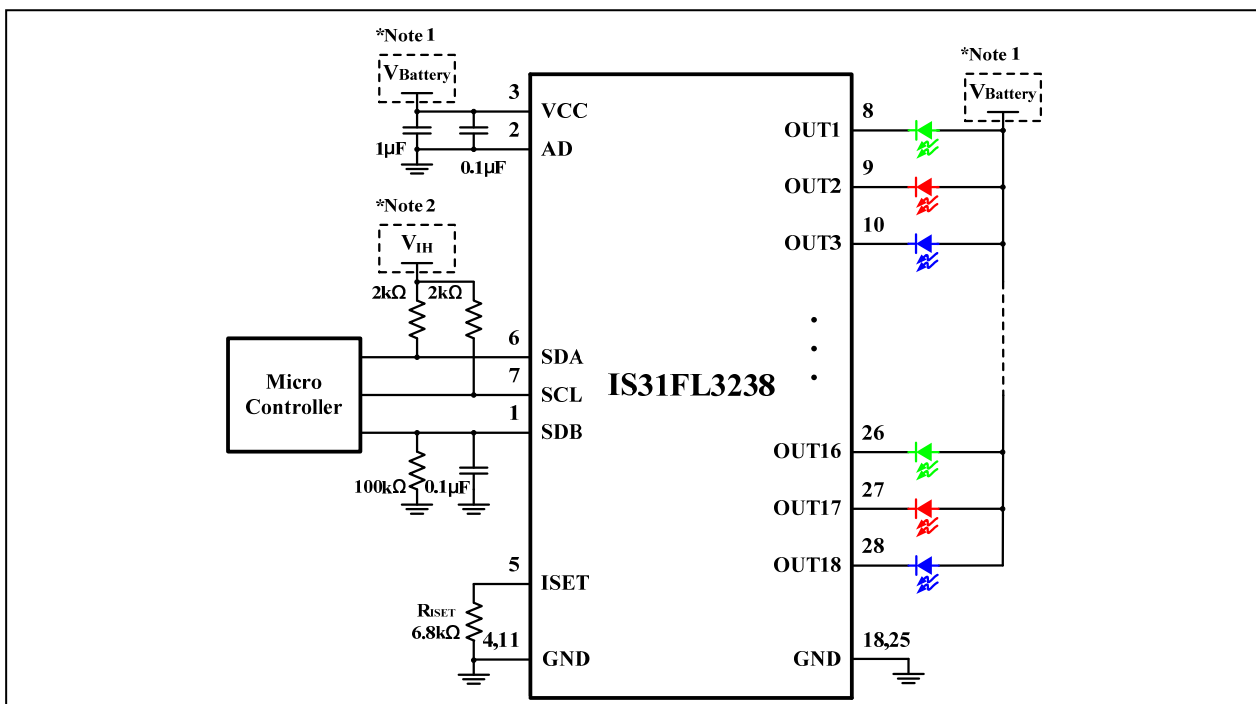 *Note 1
VBattery
3
VCC
1µF
2
AD
0.1µF
*Note 2
VIH
2kΩ
2kΩ
Micro
Controller
6
SDA
7
SCL
1
SDB
100kΩ
0.1µF
5
ISET
RISET
6.8kΩ
4,11
GND
IS31FL3238
*Note 1
VBattery
8
OUT1
9
OUT2
10
OUT3
26
OUT16
27
OUT17
28
OUT18
18,25
GND